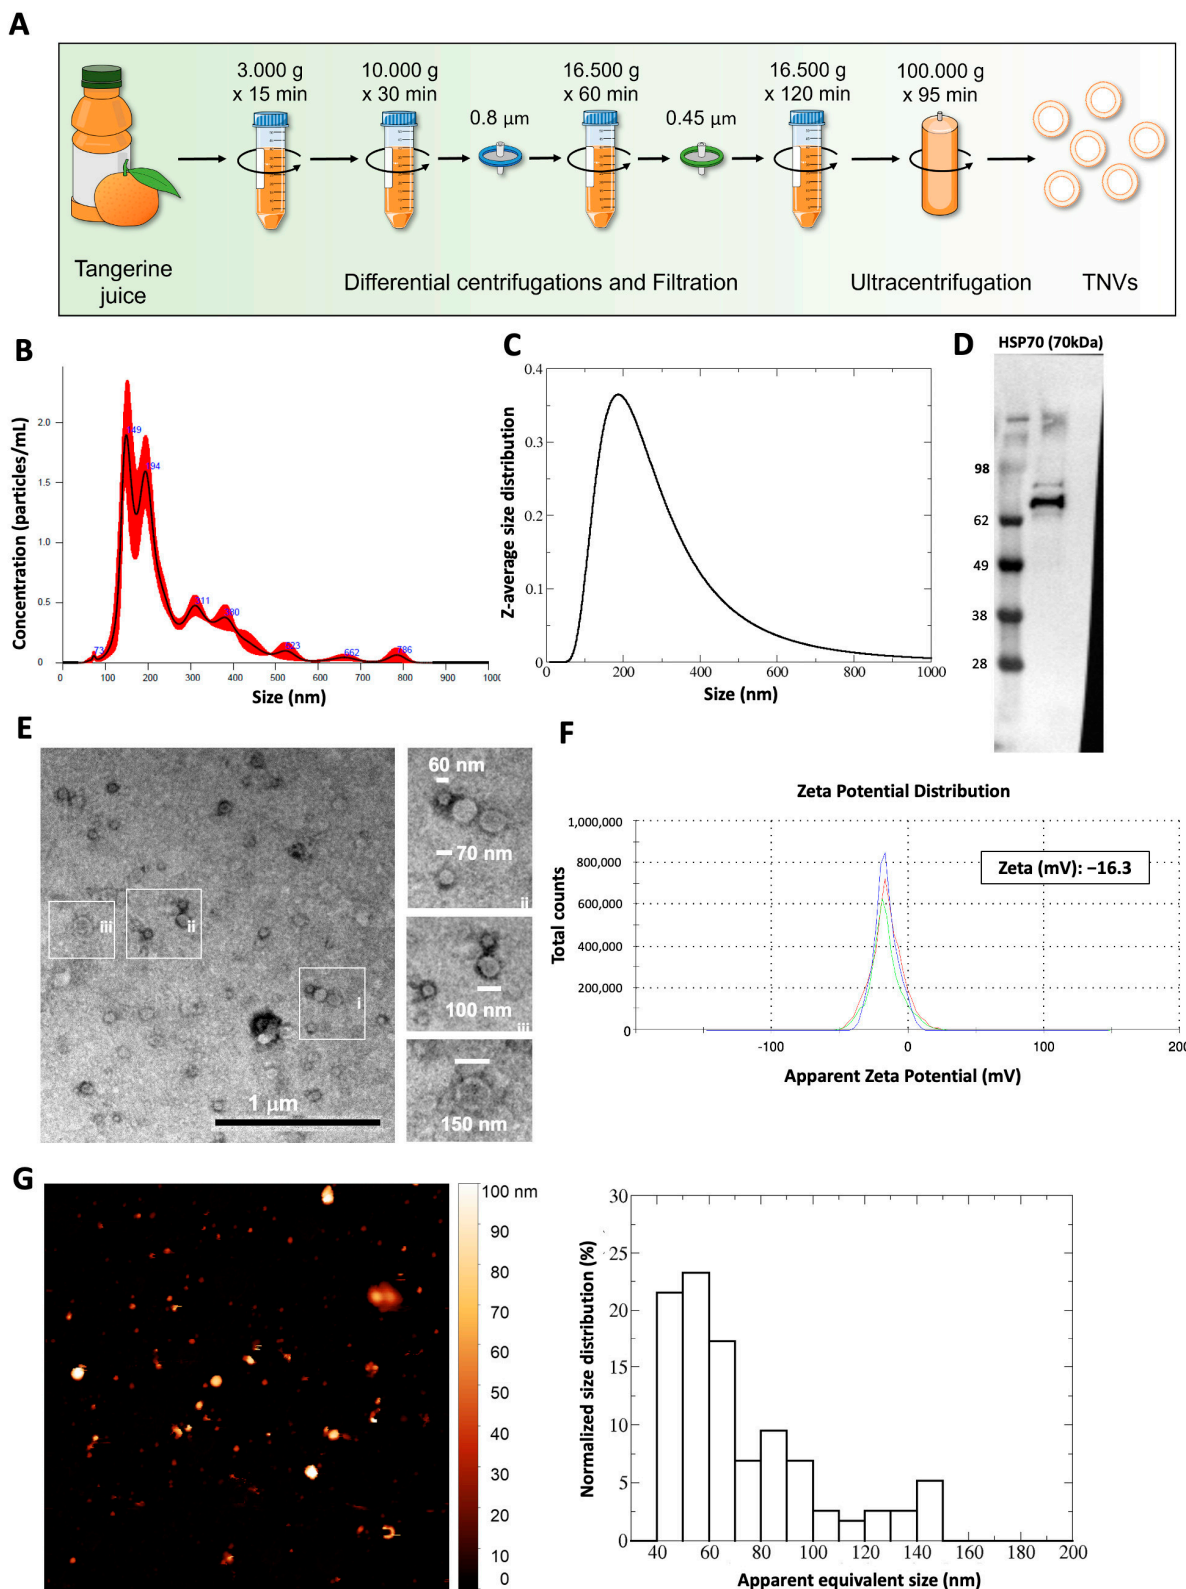 A
3.000 g
x 15 min
10.000 g
x 30 min
0.8 μm
16.500 g
x 60 min
0.45 μm
16.500 g
x 120 min
100.000 g
x 95 min
Tangerine
juice
Differential centrifugations and Filtration
Ultracentrifugation
TNVs
B
Concentration (particles/mL)
2.0
1.5
1.0
0.5
0
73
194
523
662
786
0 100 200 300 400 500 600 700 800 900
Size (nm)
C
Z-average size distribution
0.4
0.3
0.2
0.1
0
0 200 400 600 800 1000
Size (nm)
D
HSP70 (70kDa)
98
62
49
38
28
E
iii
ii
i
1 μm
60 nm
70 nm
ii
100 nm
iii
150 nm
F
Zeta Potential Distribution
Total counts
1,000,000
800,000
600,000
400,000
200,000
0
Zeta (mV): −16.3
-100 0 100
Apparent Zeta Potential (mV)
G
100 nm
90
80
70
60
50
40
30
20
10
0
Normalized size distribution (%)
30
25
20
15
10
5
0
40 60 80 100 120 140 160 180 200
Apparent equivalent size (nm)